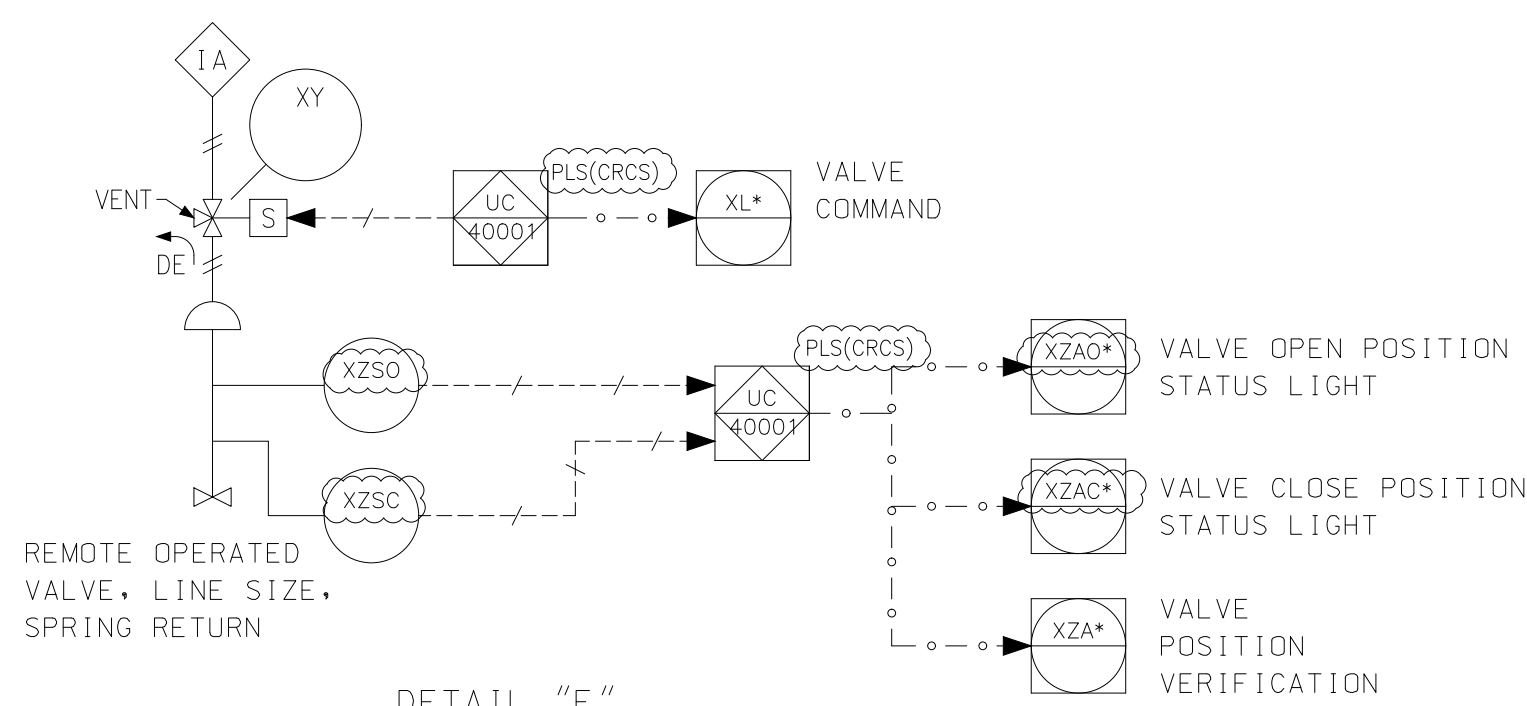 IA
XY
VENT
S
DE
UC
40001
PLS(CRCS)
XL*
VALVE
COMMAND
XZSO
XZSC
UC
40001
PLS(CRCS)
XZAO*
VALVE OPEN POSITION
STATUS LIGHT
XZAC*
VALVE CLOSE POSITION
STATUS LIGHT
XZA*
VALVE
POSITION
VERIFICATION
REMOTE OPERATED
VALVE, LINE SIZE,
SPRING RETURN
DETAIL